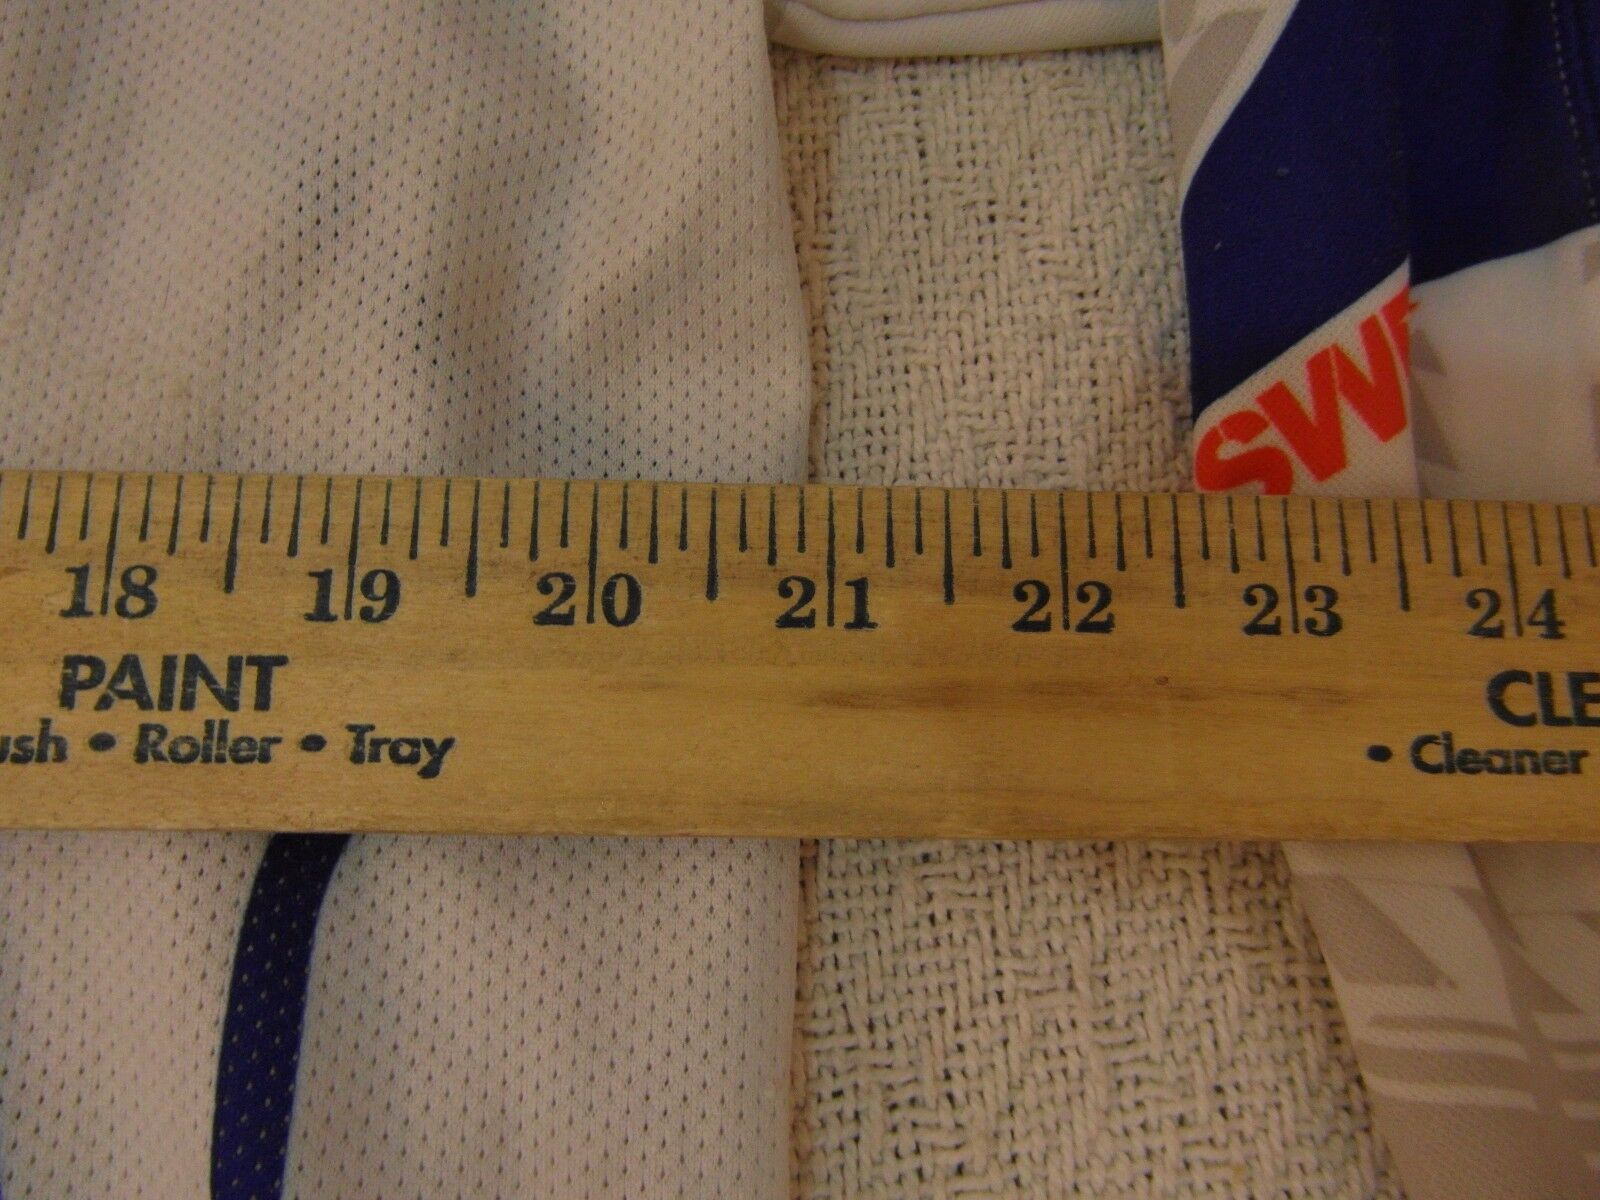 SWE
18 19 20 21 22 23 24
PAINT CLE
ush • Roller • Tray • Cleaner